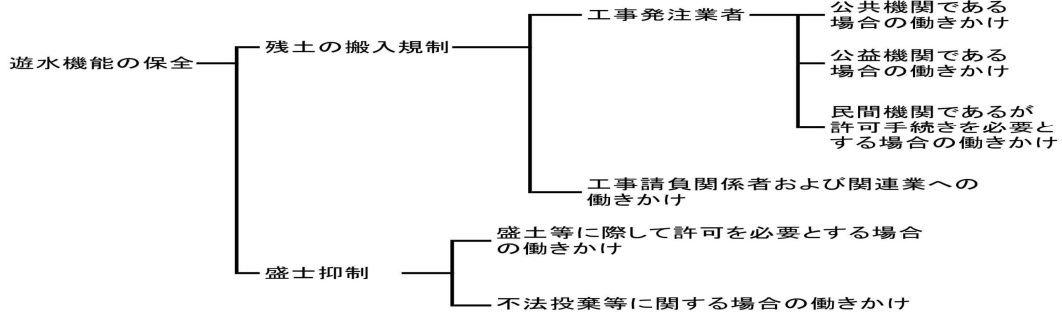 遊水機能の保全
残土の搬入規制
工事発注業者
公共機関である
場合の働きかけ
公益機関である
場合の働きかけ
民間機関であるが
許可手続きを必要と
する場合の働きかけ
工事請負関係者および関連業への
働きかけ
盛士抑制
盛土等に際して許可を必要とする場合
の働きかけ
不法投棄等に関する場合の働きかけ